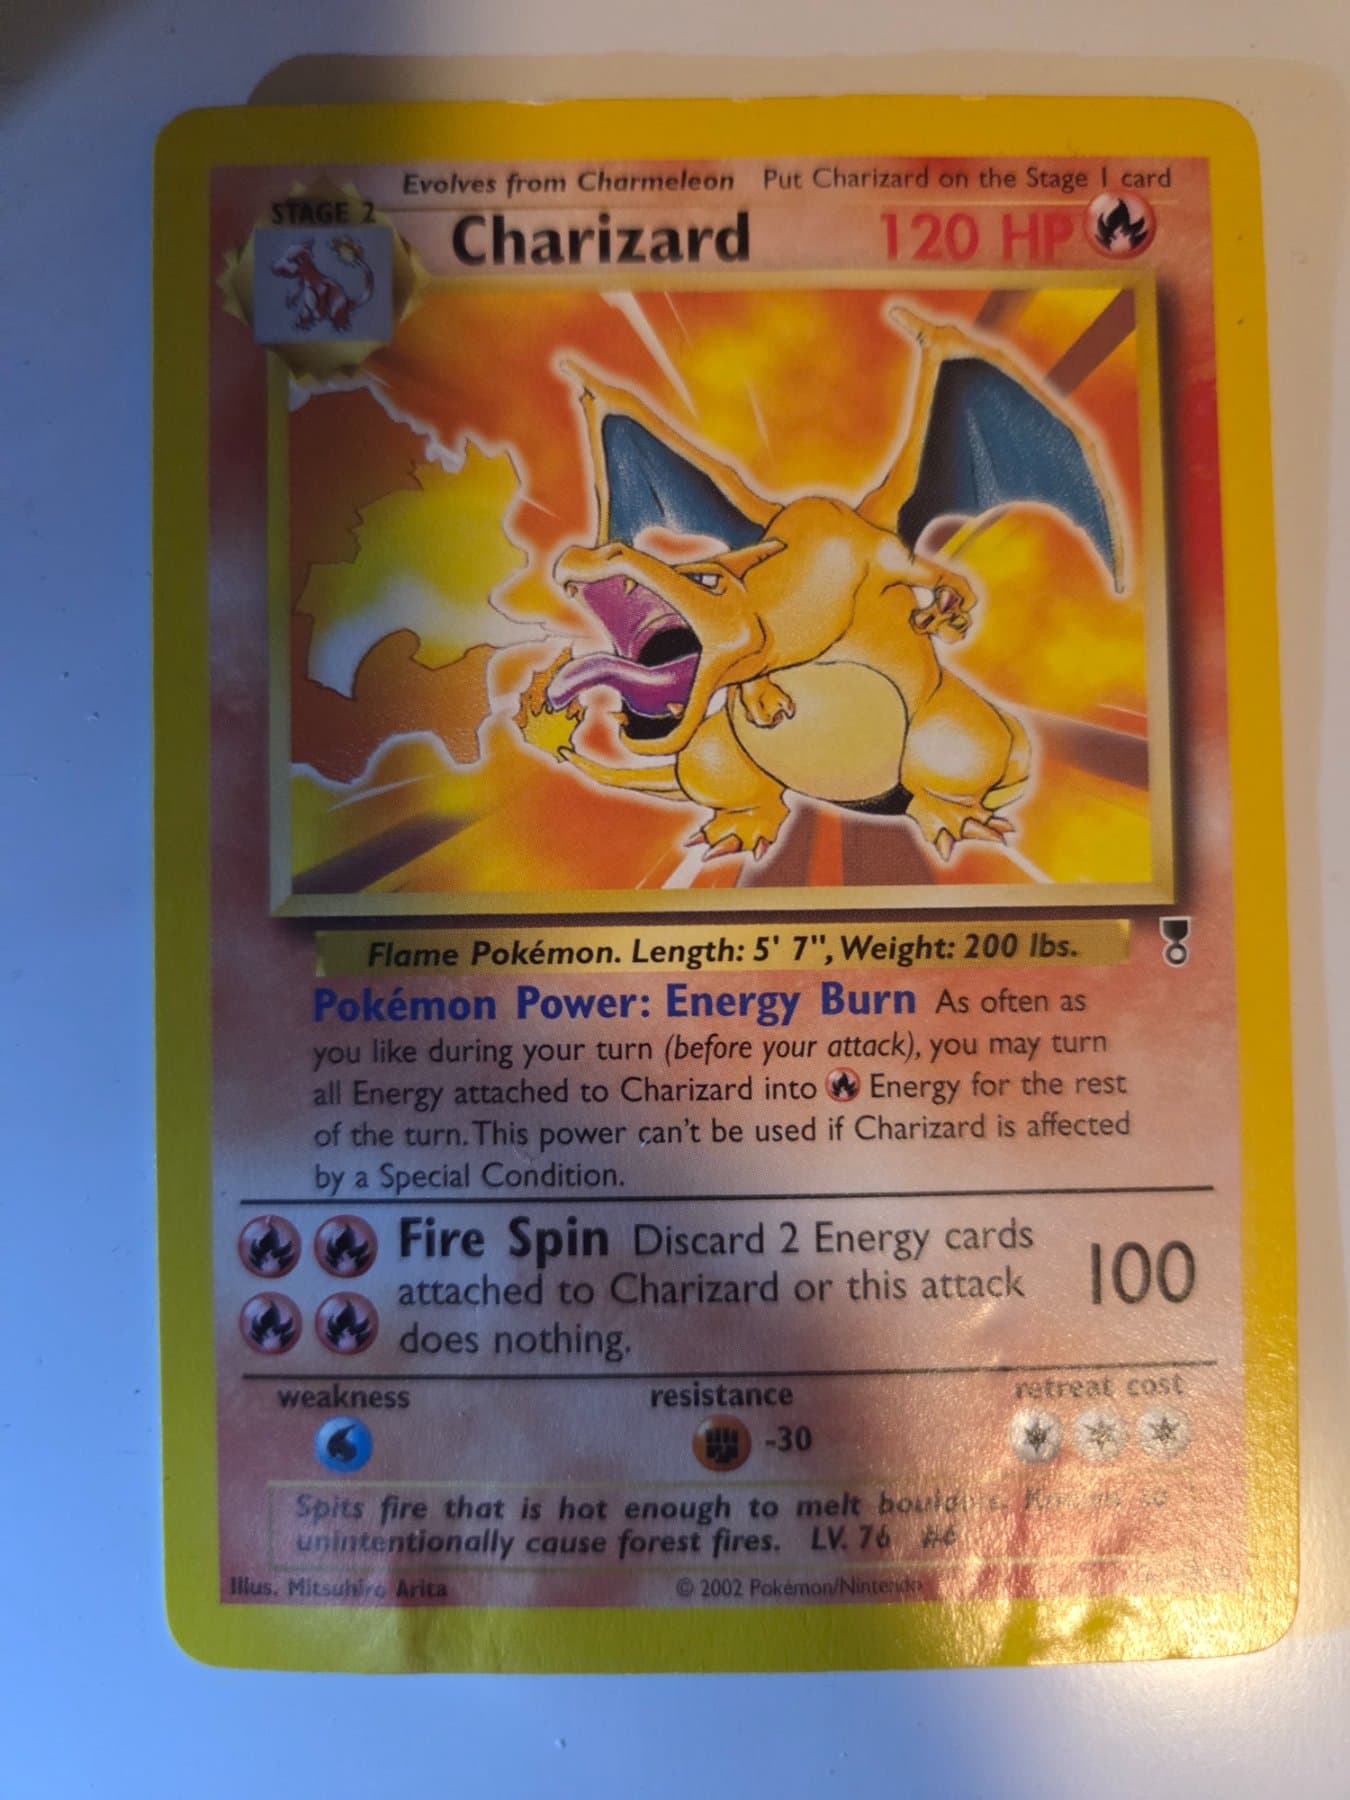 Evolves from Charmeleon Put Charizard on the Stage 1 card
STAGE 2
Charizard 120 HP
Flame Pokémon. Length: 5' 7", Weight: 200 lbs.
Pokémon Power: Energy Burn As often as
you like during your turn (before your attack), you may turn
all Energy attached to Charizard into Energy for the rest
of the turn. This power can't be used if Charizard is affected
by a Special Condition.
Fire Spin Discard 2 Energy cards
attached to Charizard or this attack
does nothing.
100
weakness resistance retreat cost
-30
Spits fire that is hot enough to melt boulders. Known to
unintentionally cause forest fires. LV. 76 #6
Illus. Mitsuhiro Arita © 2002 Pokémon/Nintendo